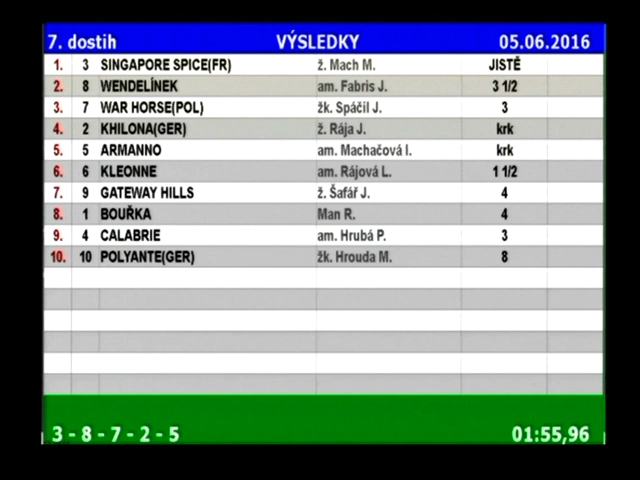 7. dostih VÝSLEDKY 05.06.2016
1. 3 SINGAPORE SPICE(FR) ž. Mach M. JISTĚ
2. 8 WENDELÍNEK am. Fabris J. 3 1/2
3. 7 WAR HORSE(POL) žk. Spáčil J. 3
4. 2 KHILONA(GER) ž. Rája J. krk
5. 5 ARMANNO am. Machačová I. krk
6. 6 KLEONNE am. Rájová L. 1 1/2
7. 9 GATEWAY HILLS ž. Šafář J. 4
8. 1 BOUŘKA Man R. 4
9. 4 CALABRIE am. Hrubá P. 3
10. 10 POLYANTE(GER) žk. Hrouda M. 8
3 - 8 - 7 - 2 - 5 01:55,96